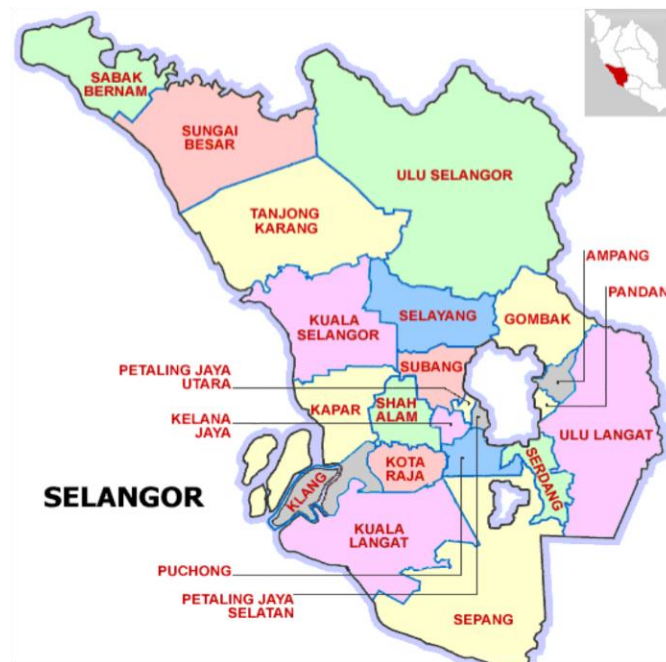 SABAK
BERNAM
SUNGAI
BESAR
ULU SELANGOR
TANJONG
KARANG
AMPANG
PANDAN
GOMBAK
SELAYANG
KUALA
SELANGOR
SUBANG
PETALING JAYA
UTARA
KAPAR
SHAH
ALAM
KELANA
JAYA
ULU LANGAT
KOTA
RAJA
SERDANG
KLANG
SELANGOR
KUALA
LANGAT
PUCHONG
PETALING JAYA
SELATAN
SEPANG